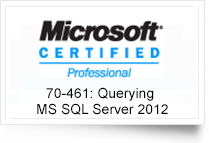 Microsoft
CERTIFIED
Professional
70-461: Querying
MS SQL Server 2012